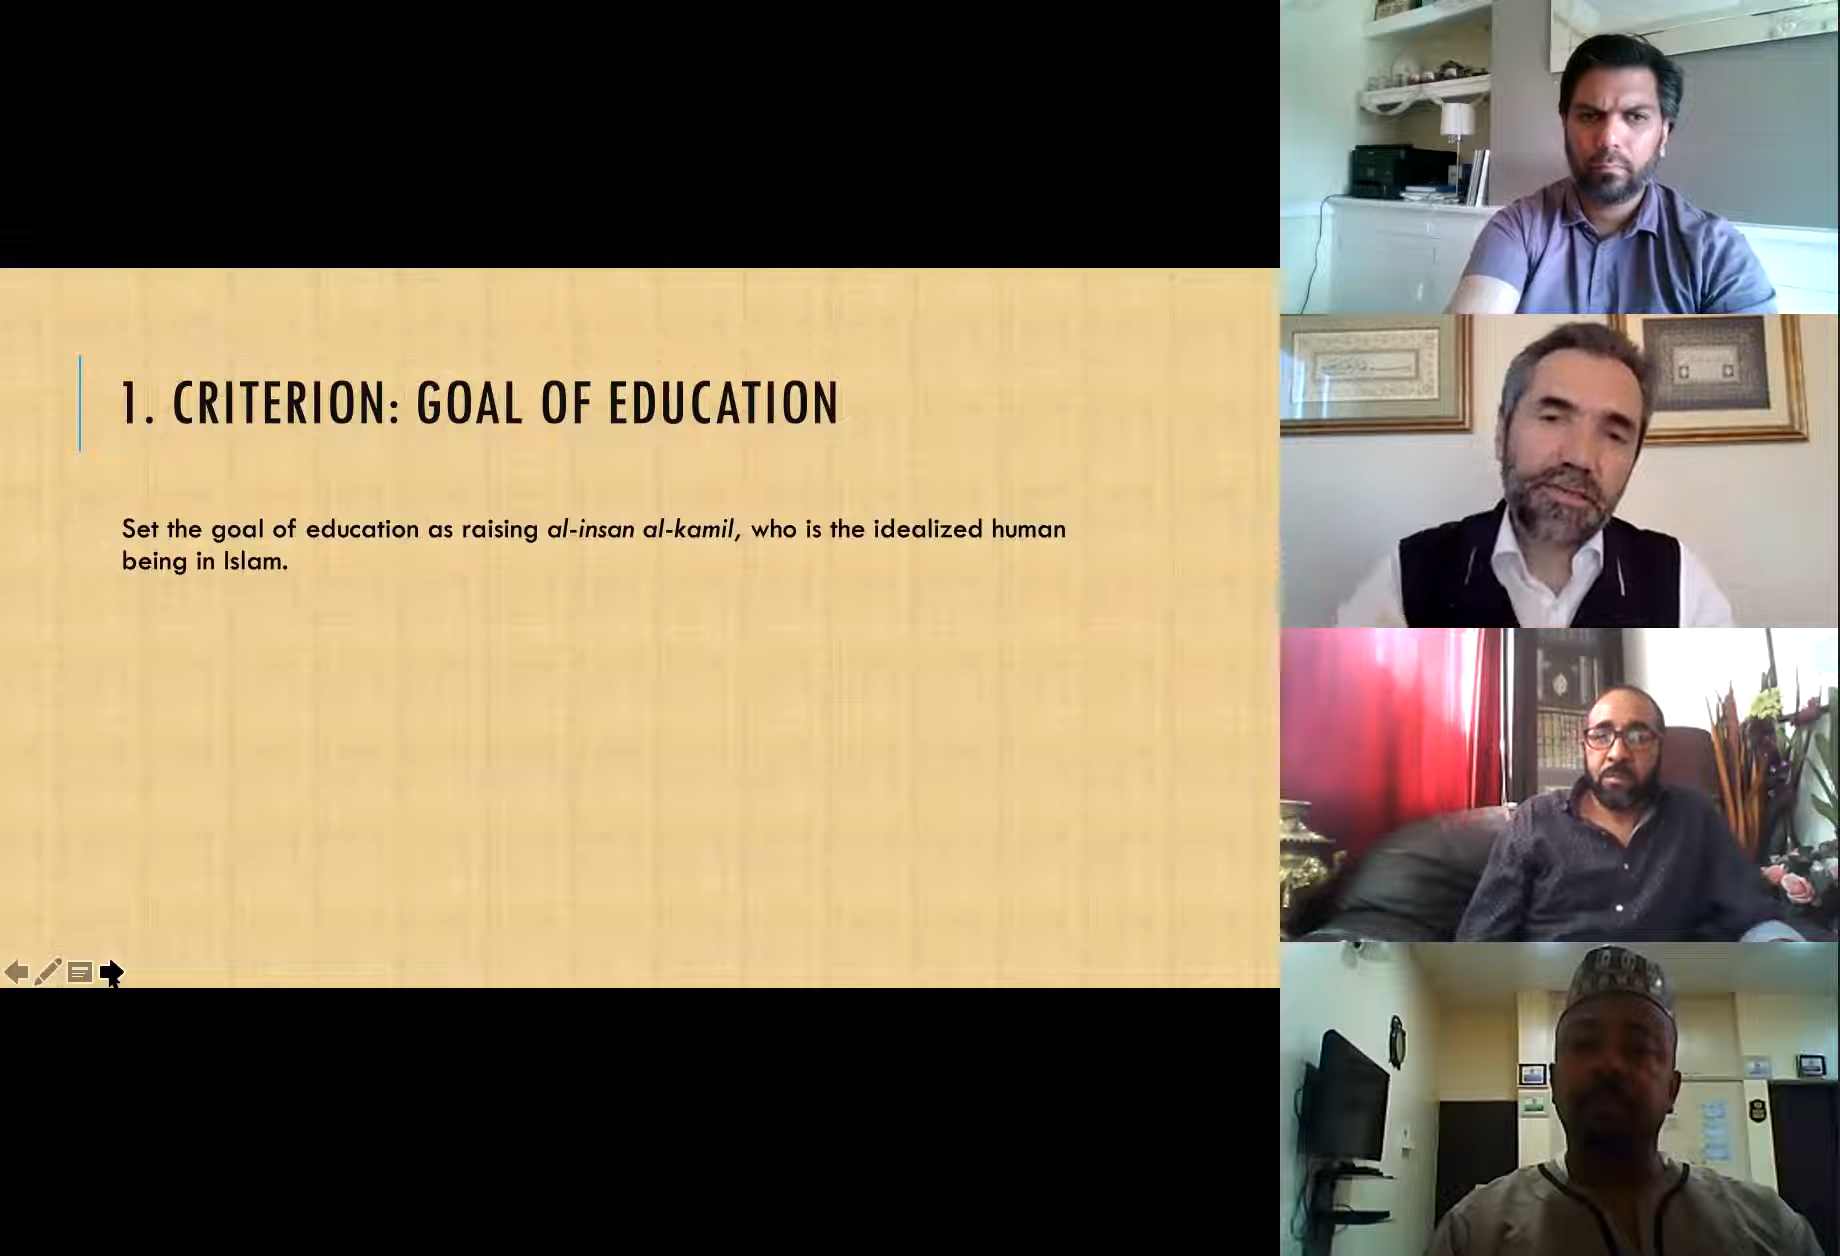 1. CRITERION: GOAL OF EDUCATION
Set the goal of education as raising al-insan al-kamil, who is the idealized human
being in Islam.